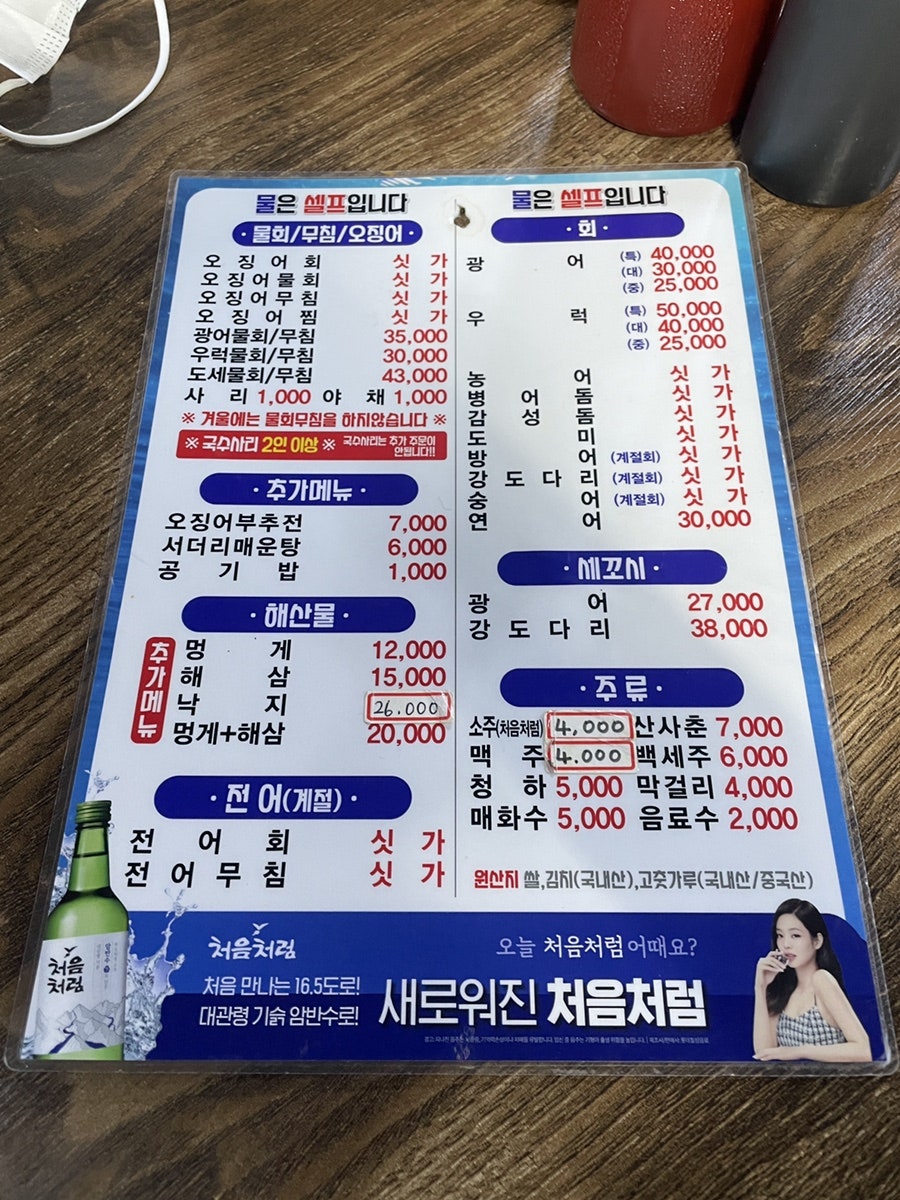 물은 셀프입니다
· 물회/무침/오징어 ·
오징어회 싯가
오징어물회 싯가
오징어무침 싯가
오징어찜 싯가
광어물회/무침 35,000
우럭물회/무침 30,000
도세물회/무침 43,000
사리 1,000 야채 1,000
※ 겨울에는 물회무침을 하지않습니다 ※
※ 국수사리 2인 이상 ※ 국수사리는 추가 주문이
안됩니다!!
· 추가메뉴 ·
오징어부추전 7,000
서더리매운탕 6,000
공기밥 1,000
· 해산물 ·
추가메뉴
멍게 12,000
해삼 15,000
낙지 26.000
멍게+해삼 20,000
· 전어(계절) ·
전어회 싯가
전어무침 싯가
물은 셀프입니다
· 회 ·
광어 (특) 40,000
(대) 30,000
(중) 25,000
우럭 (특) 50,000
(대) 40,000
(중) 25,000
농어 싯가
병어돔 싯가
감성돔 싯가
도미 싯가
방어 (계절회) 싯가
강도다리 (계절회) 싯가
숭어 (계절회) 싯가
연어 30,000
· 세꼬시 ·
광어 27,000
강도다리 38,000
· 주류 ·
소주(처음처럼) 4,000 산사춘 7,000
맥주 4.000 백세주 6,000
청하 5,000 막걸리 4,000
매화수 5,000 음료수 2,000
원산지 쌀,김치(국내산),고춧가루(국내산/중국산)
처음처럼
처음 만나는 16.5도로!
대관령 기슭 암반수로!
오늘 처음처럼 어때요?
새로워진 처음처럼
처음
처럼